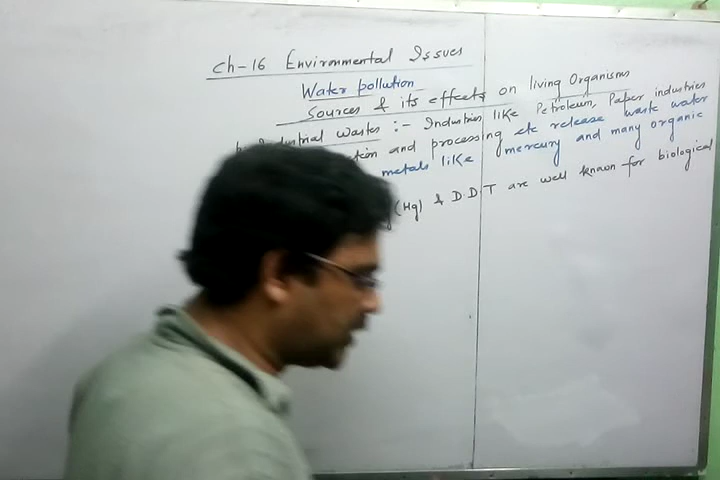 Ch-16 Environmental Issues
Water pollution
Sources & its effects on living Organisms
Industrial wastes :- Industries like Petroleum, Paper industries
and processing etc release waste water
metals like mercury and many organic
(Hg) & D.D.T are well known for biological